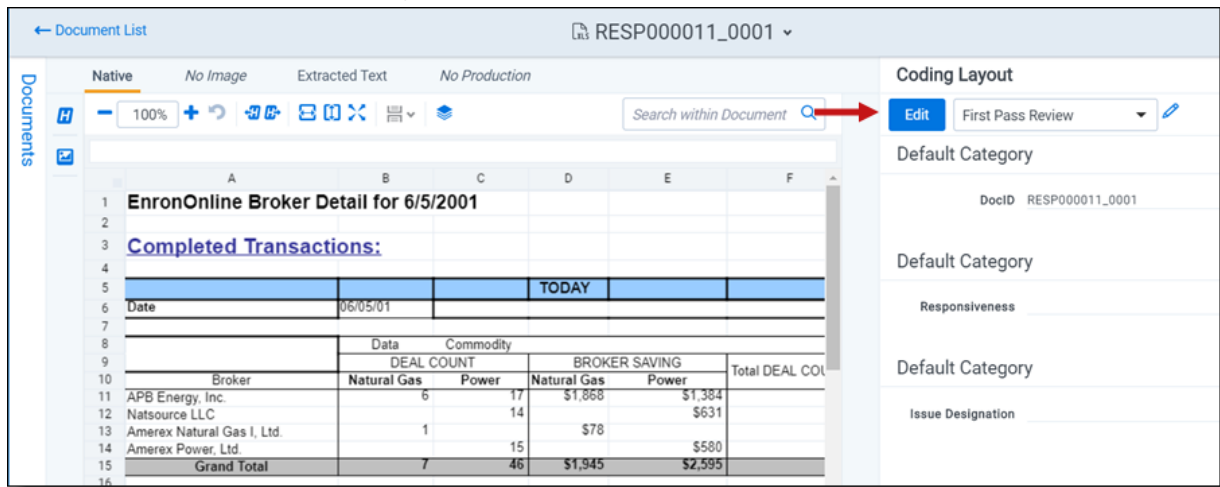 ← Document List
RESP000011_0001
Documents
Native No Image Extracted Text No Production
100%
Search within Document
A B C D E F
1 EnronOnline Broker Detail for 6/5/2001
2
3 Completed Transactions:
4
5 TODAY
6 Date 06/05/01
7
8 Data Commodity
9 DEAL COUNT BROKER SAVING Total DEAL COU
10 Broker Natural Gas Power Natural Gas Power
11 APB Energy, Inc. 6 17 $1,868 $1,384
12 Natsource LLC 14 $631
13 Amerex Natural Gas I, Ltd. 1 $78
14 Amerex Power, Ltd. 15 $580
15 Grand Total 7 46 $1,945 $2,595
16
Coding Layout
Edit First Pass Review
Default Category
DocID RESP000011_0001
Default Category
Responsiveness
Default Category
Issue Designation